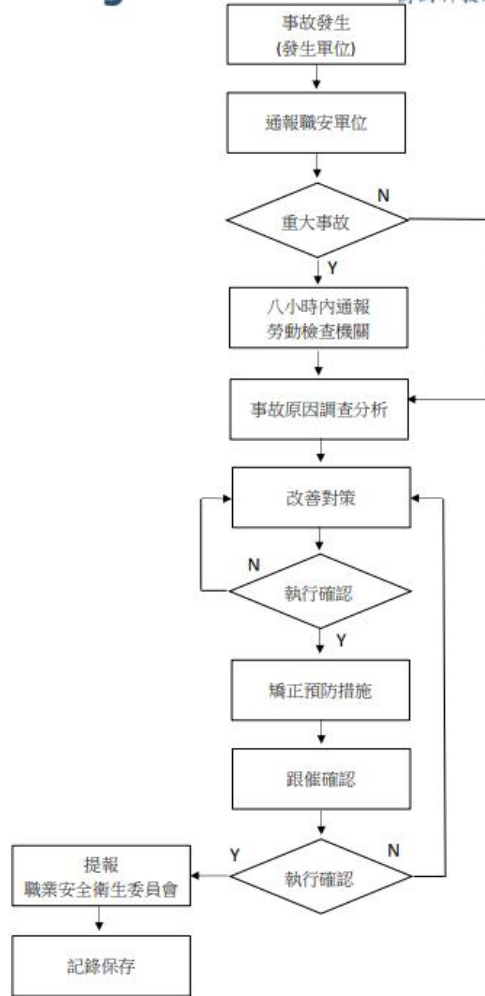 事故發生
(發生單位)
通報職安單位
N
重大事故
Y
八小時內通報
勞動檢查機關
事故原因調查分析
改善對策
N
執行確認
Y
矯正預防措施
跟催確認
Y
N
執行確認
提報
職業安全衛生委員會
記錄保存